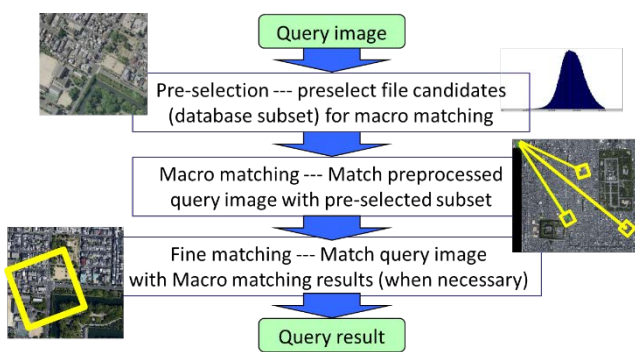 Query image
Pre-selection --- preselect file candidates
(database subset) for macro matching
Macro matching --- Match preprocessed
query image with pre-selected subset
Fine matching --- Match query image
with Macro matching results (when necessary)
Query result